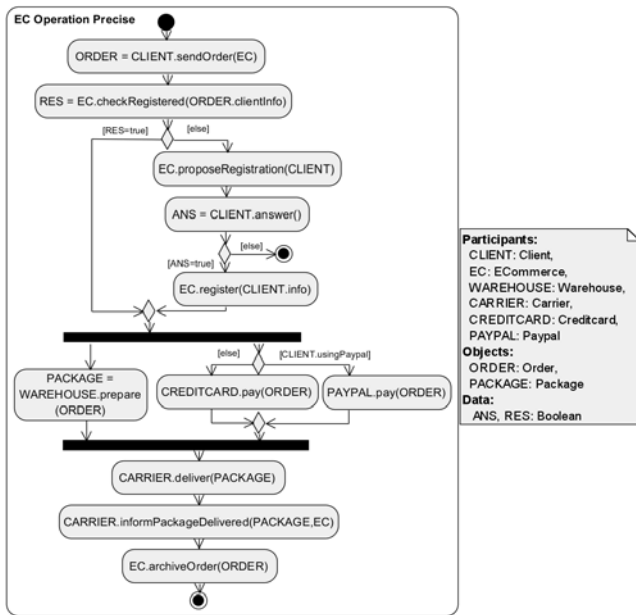 EC Operation Precise
ORDER = CLIENT.sendOrder(EC)
RES = EC.checkRegistered(ORDER.clientInfo)
[RES=true]
[else]
EC.proposeRegistration(CLIENT)
ANS = CLIENT.answer()
[else]
[ANS=true]
EC.register(CLIENT.info)
[else]
[CLIENT.usingPaypal]
PACKAGE =
WAREHOUSE.prepare
(ORDER)
CREDITCARD.pay(ORDER)
PAYPAL.pay(ORDER)
CARRIER.deliver(PACKAGE)
CARRIER.informPackageDelivered(PACKAGE,EC)
EC.archiveOrder(ORDER)
Participants:
CLIENT: Client,
EC: ECommerce,
WAREHOUSE: Warehouse,
CARRIER: Carrier,
CREDITCARD: Creditcard,
PAYPAL: Paypal
Objects:
ORDER: Order,
PACKAGE: Package
Data:
ANS, RES: Boolean